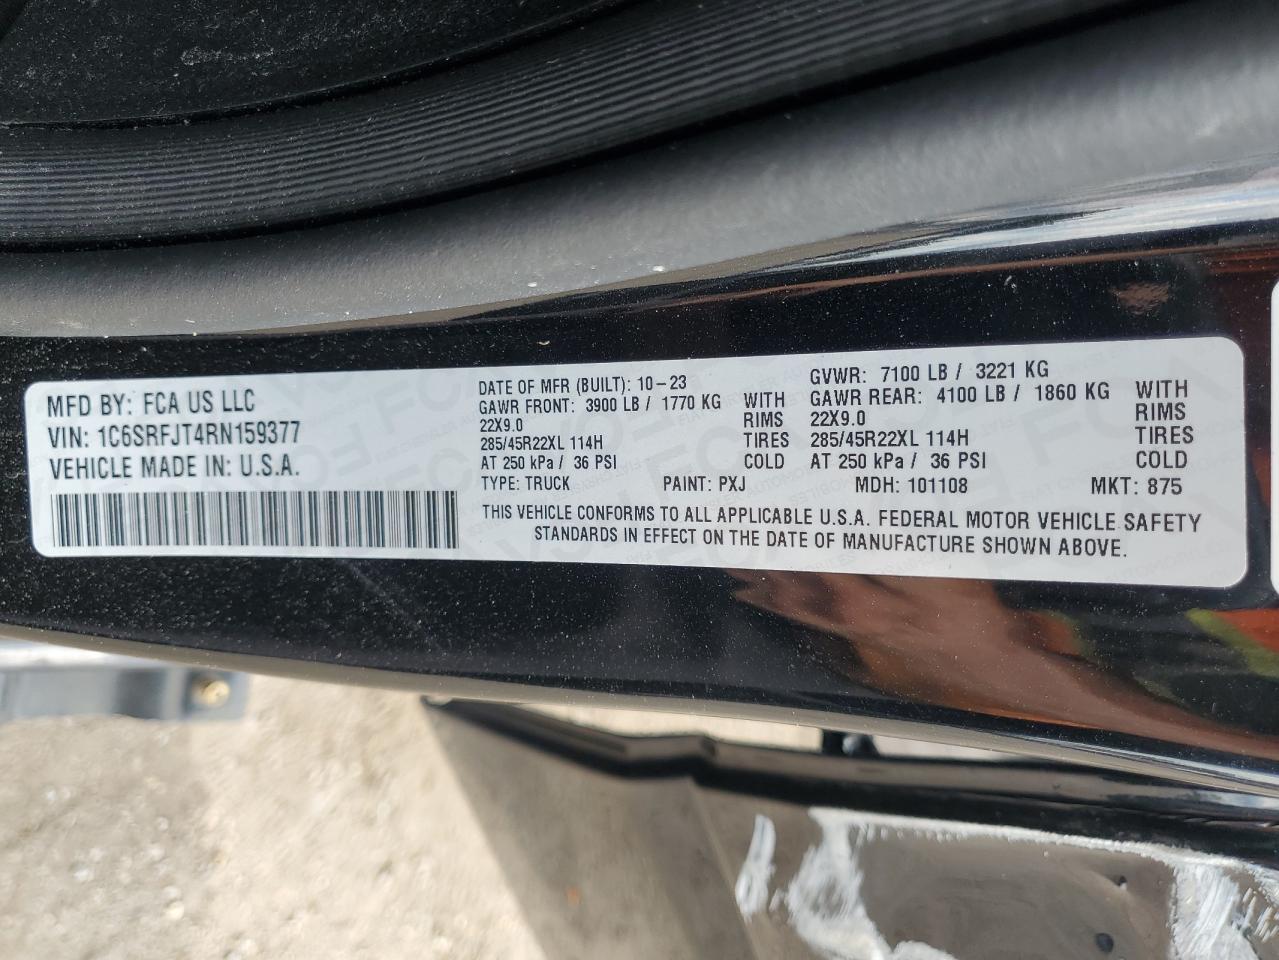 MFD BY: FCA US LLC
VIN: 1C6SRFJT4RN159377
VEHICLE MADE IN: U.S.A.
DATE OF MFR (BUILT): 10-23
GAWR FRONT: 3900 LB / 1770 KG WITH
22X9.0 RIMS
285/45R22XL 114H TIRES
AT 250 kPa / 36 PSI COLD
GVWR: 7100 LB / 3221 KG
GAWR REAR: 4100 LB / 1860 KG WITH
22X9.0 RIMS
285/45R22XL 114H TIRES
AT 250 kPa / 36 PSI COLD
TYPE: TRUCK PAINT: PXJ MDH: 101108 MKT: 875
THIS VEHICLE CONFORMS TO ALL APPLICABLE U.S.A. FEDERAL MOTOR VEHICLE SAFETY
STANDARDS IN EFFECT ON THE DATE OF MANUFACTURE SHOWN ABOVE.